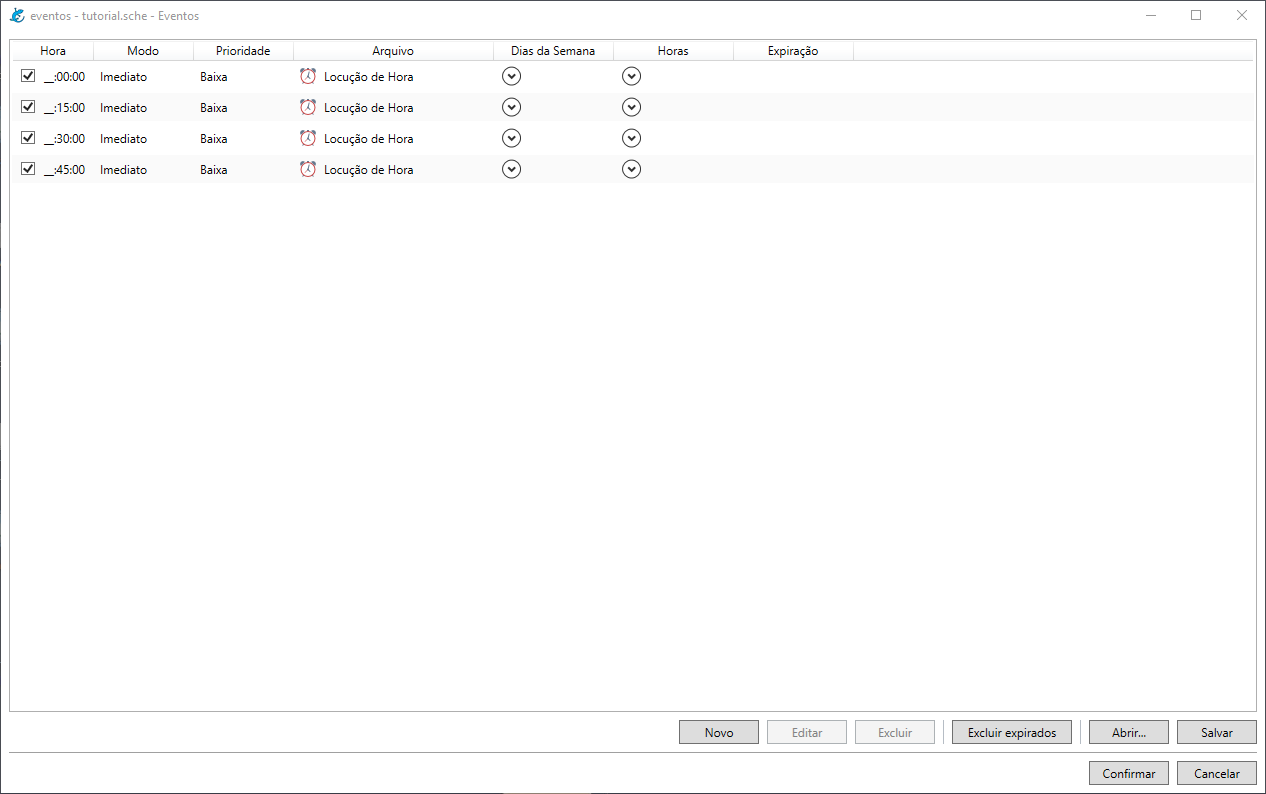 eventos - tutorial.sche - Eventos
Hora Modo Prioridade Arquivo Dias da Semana Horas Expiração
__:00:00 Imediato Baixa Locução de Hora
__:15:00 Imediato Baixa Locução de Hora
__:30:00 Imediato Baixa Locução de Hora
__:45:00 Imediato Baixa Locução de Hora
Novo Editar Excluir Excluir expirados Abrir... Salvar
Confirmar Cancelar